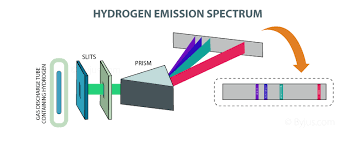 HYDROGEN EMISSION SPECTRUM
SLITS
PRISM
GAS DISCHARGE TUBE
CONTAINING HYDROGEN